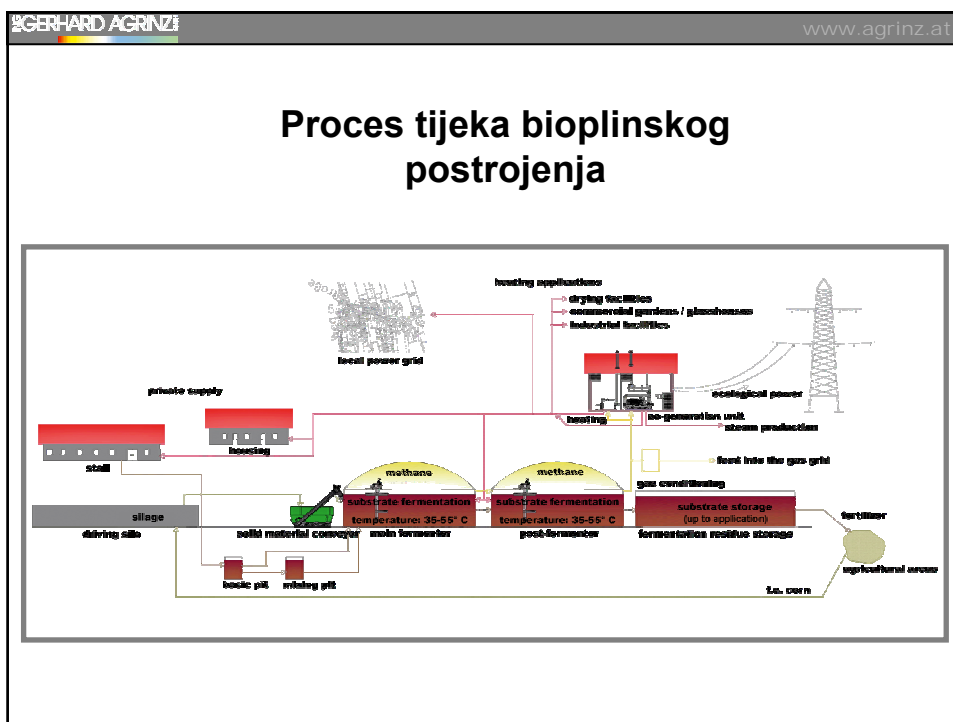 GERHARD AGRINZ
www.agrinz.at
Proces tijeka bioplinskog
postrojenja
heating applications
drying facilities
commercial gardens / glasshouses
industrial facilities
local power grid
private supply
ecological power
heating
co-generation unit
steam production
housing
stall
methane
methane
feed into the gas grid
gas conditioning
silage
substrate fermentation
substrate fermentation
substrate storage
temperature: 35-55° C
temperature: 35-55° C
(up to application)
fertilizer
driving silo
solid material conveyer
main fermenter
post-fermenter
fermentation residue storage
agricultural areas
basic pit
mixing pit
f.e. corn